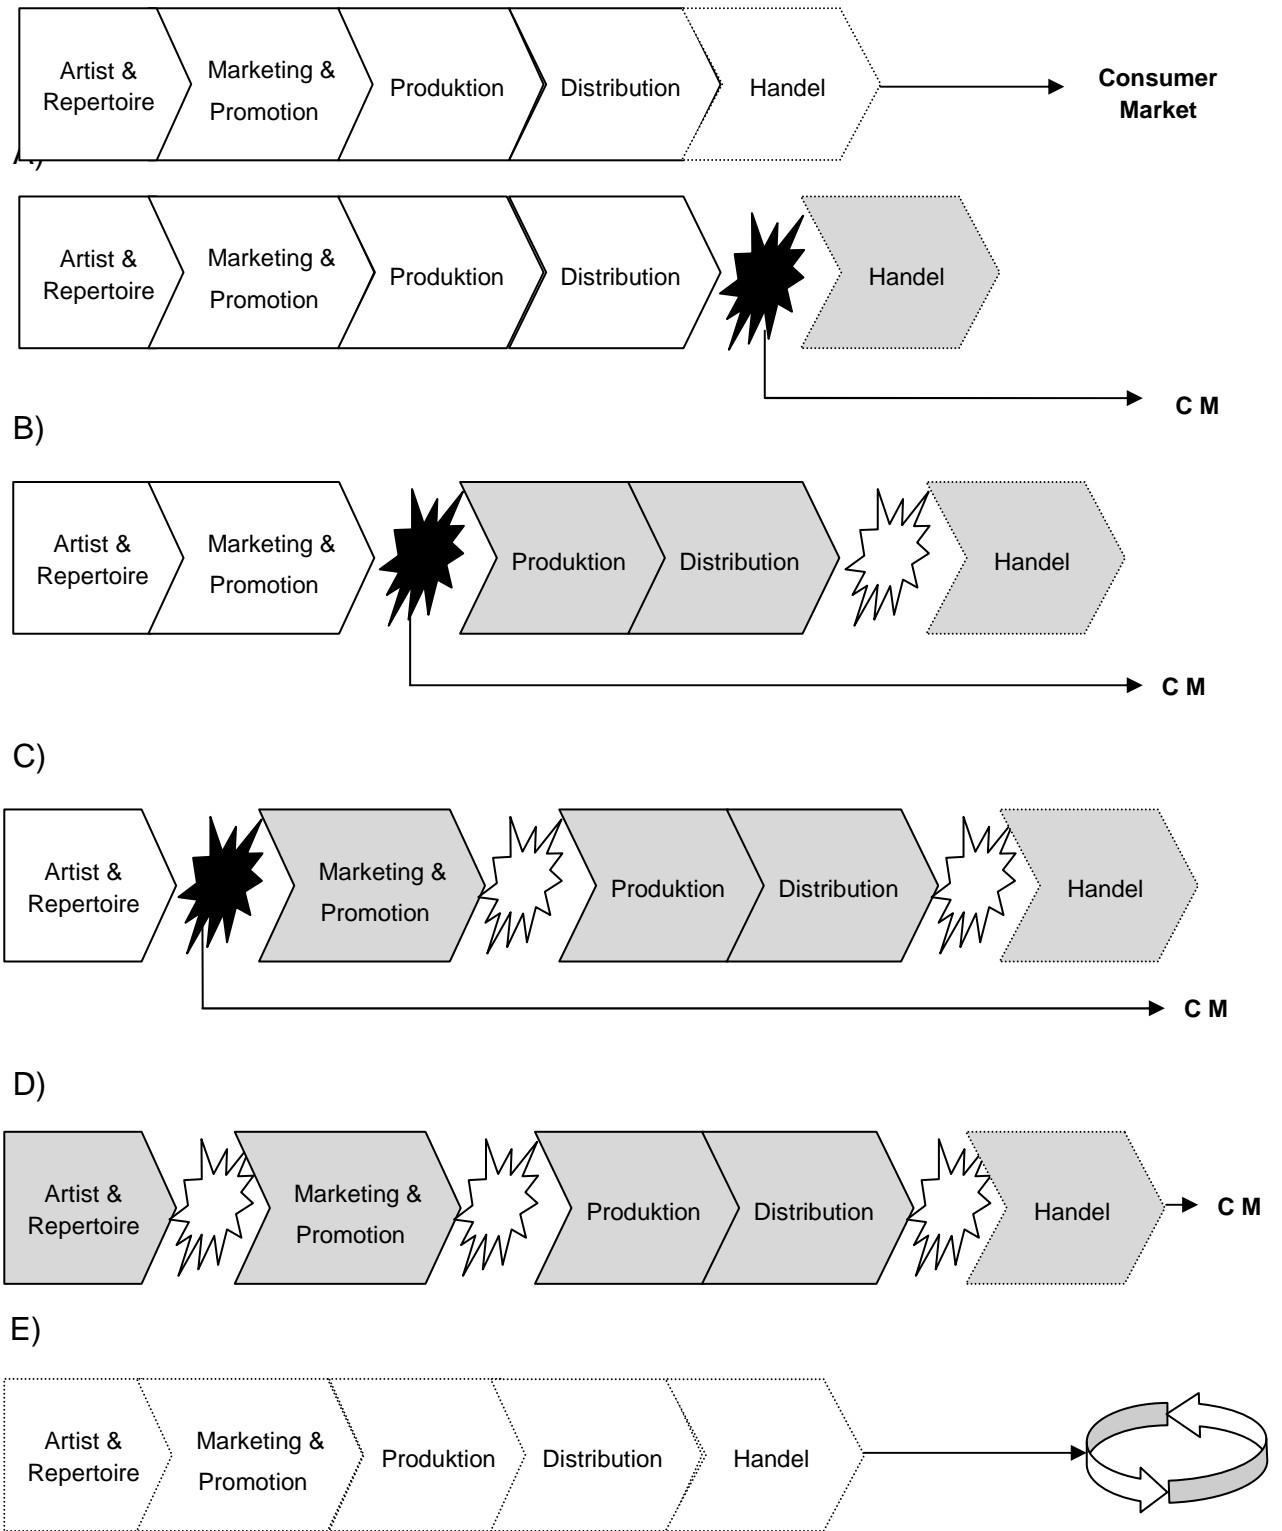 Artist &
Repertoire
Marketing &
Promotion
Produktion
Distribution
Handel
Consumer
Market
A)
Artist &
Repertoire
Marketing &
Promotion
Produktion
Distribution
Handel
C M
B)
Artist &
Repertoire
Marketing &
Promotion
Produktion
Distribution
Handel
C M
C)
Artist &
Repertoire
Marketing &
Promotion
Produktion
Distribution
Handel
C M
D)
Artist &
Repertoire
Marketing &
Promotion
Produktion
Distribution
Handel
C M
E)
Artist &
Repertoire
Marketing &
Promotion
Produktion
Distribution
Handel